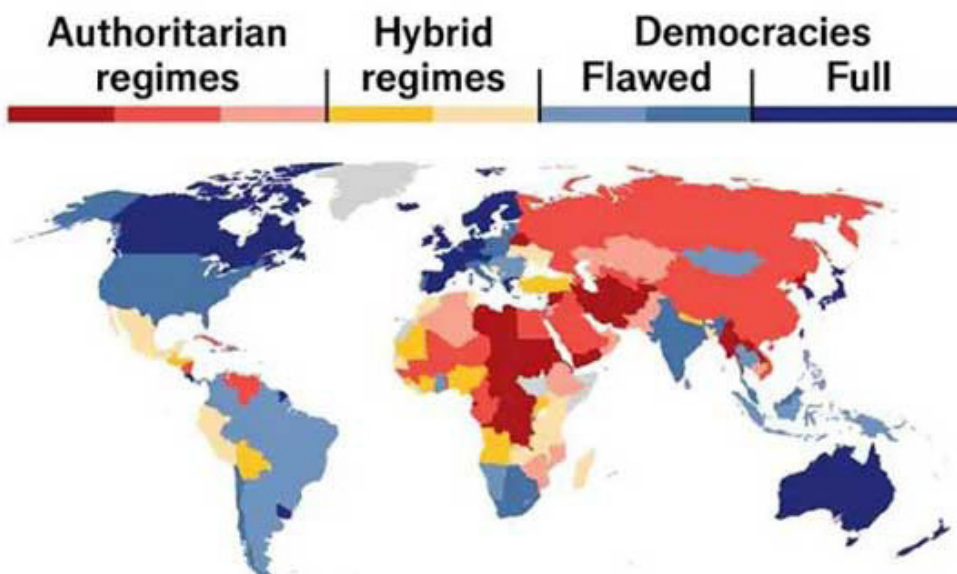 Authoritarian regimes
Hybrid regimes
Democracies
Flawed
Full